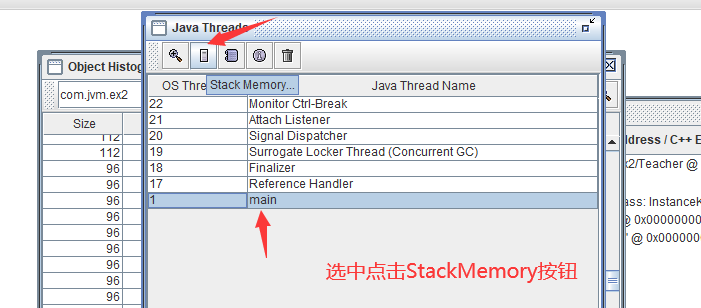 Java Threads
Object Histog
com.jvm.ex2
Stack Memory...
OS Thre
Java Thread Name
22 Monitor Ctrl-Break
21 Attach Listener
20 Signal Dispatcher
19 Surrogate Locker Thread (Concurrent GC)
18 Finalizer
17 Reference Handler
1 main
Size
112
112
96
96
96
96
96
96
96
96
96
ddress / C++ E
x2/Teacher @
ass: InstanceK
@ 0x00000000
" @ 0x0000000
选中点击StackMemory按钮